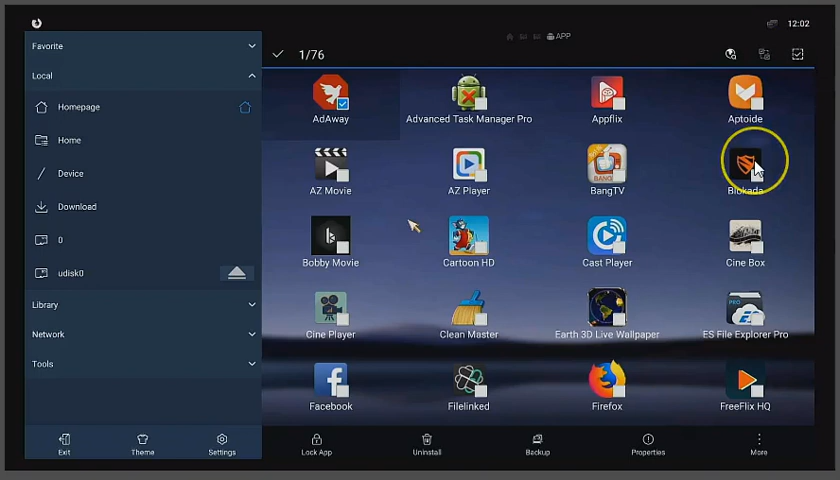 12:02
APP
1/76
Favorite
Local
Homepage
Home
Device
Download
0
udisk0
Library
Network
Tools
Exit
Theme
Settings
AdAway
Advanced Task Manager Pro
Appflix
Aptoide
AZ Movie
AZ Player
BANG
BangTV
Blokada
Bobby Movie
Cartoon HD
Cast Player
Cine Box
Cine Player
Clean Master
Earth 3D Live Wallpaper
PRO
ES File Explorer Pro
Facebook
Filelinked
Firefox
FreeFlix HQ
Lock App
Uninstall
Backup
Properties
More